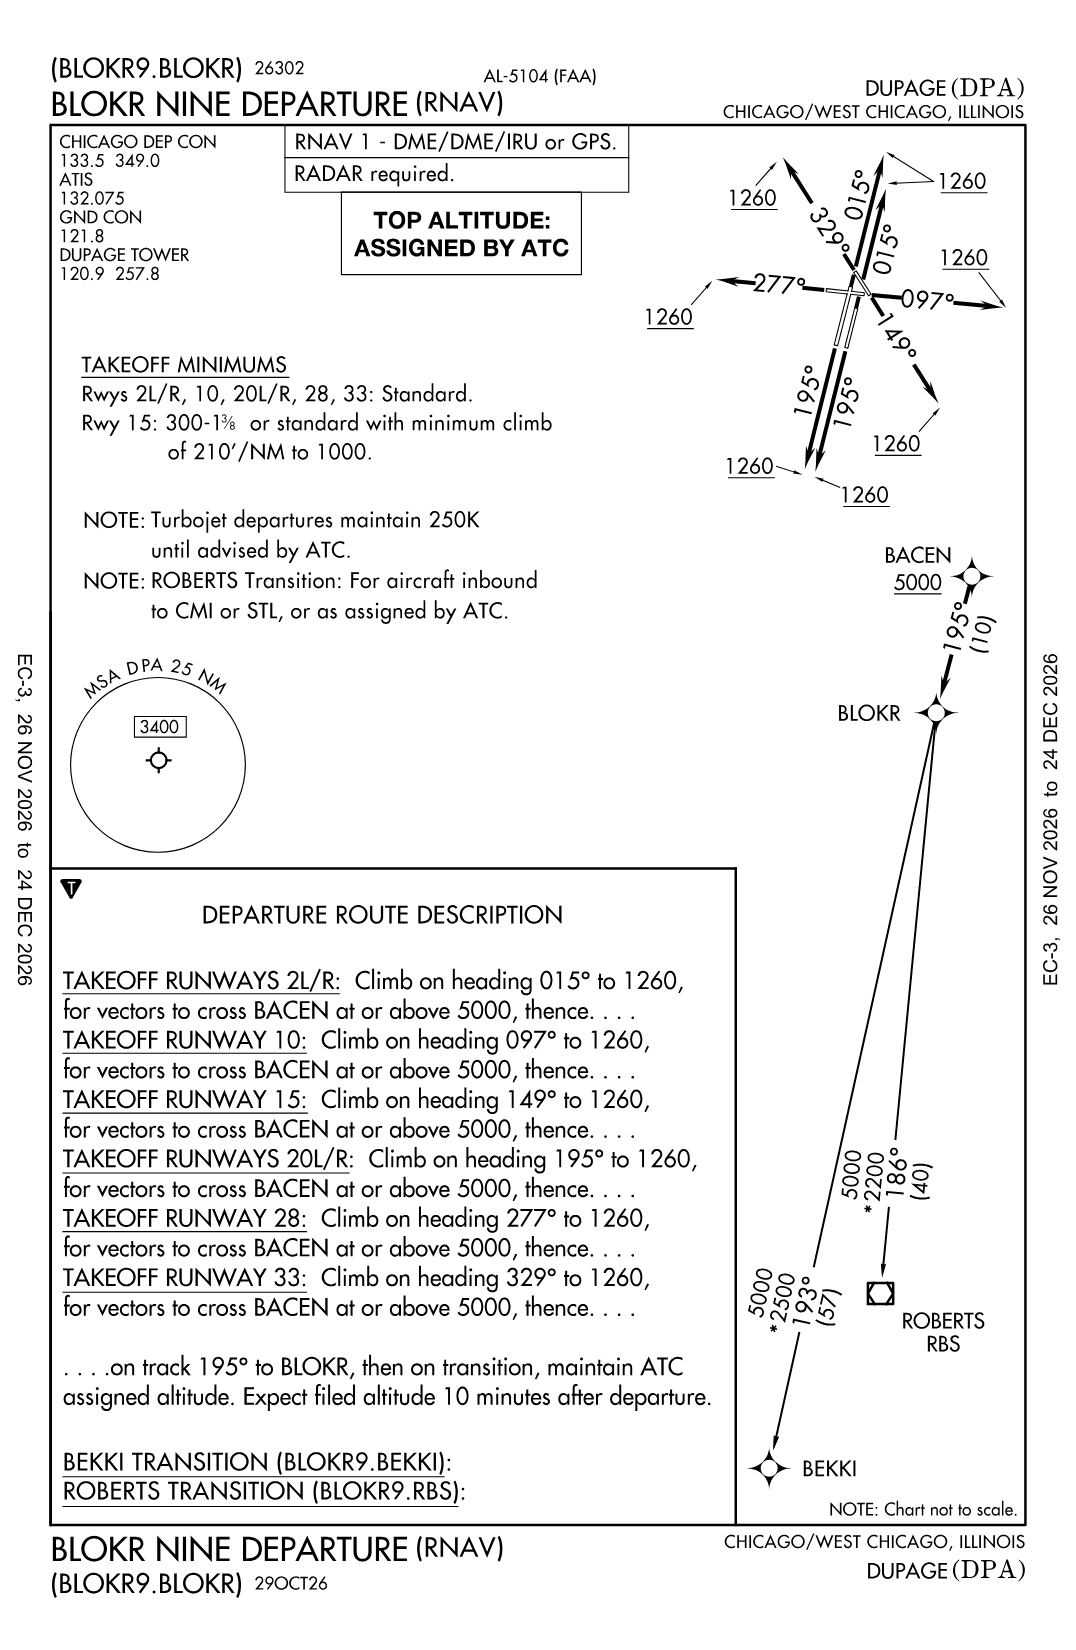 (BLOKR9.BLOKR) 26302
AL-5104 (FAA)
BLOKR NINE DEPARTURE (RNAV)
DUPAGE (DPA)
CHICAGO/WEST CHICAGO, ILLINOIS
CHICAGO DEP CON
133.5 349.0
ATIS
132.075
GND CON
121.8
DUPAGE TOWER
120.9 257.8
RNAV 1 - DME/DME/IRU or GPS.
RADAR required.
TOP ALTITUDE:
ASSIGNED BY ATC
1260
329°
015°
015°
1260
277°
1260
097°
1260
149°
1260
195°
195°
1260
1260
TAKEOFF MINIMUMS
Rwys 2L/R, 10, 20L/R, 28, 33: Standard.
Rwy 15: 300-1⅜ or standard with minimum climb
of 210'/NM to 1000.
NOTE: Turbojet departures maintain 250K
until advised by ATC.
NOTE: ROBERTS Transition: For aircraft inbound
to CMI or STL, or as assigned by ATC.
BACEN
5000
195°
(10)
BLOKR
MSA DPA 25 NM
3400
EC-3, 26 NOV 2026 to 24 DEC 2026
EC-3, 26 NOV 2026 to 24 DEC 2026
T
DEPARTURE ROUTE DESCRIPTION
TAKEOFF RUNWAYS 2L/R: Climb on heading 015° to 1260,
for vectors to cross BACEN at or above 5000, thence. . . .
TAKEOFF RUNWAY 10: Climb on heading 097° to 1260,
for vectors to cross BACEN at or above 5000, thence. . . .
TAKEOFF RUNWAY 15: Climb on heading 149° to 1260,
for vectors to cross BACEN at or above 5000, thence. . . .
TAKEOFF RUNWAYS 20L/R: Climb on heading 195° to 1260,
for vectors to cross BACEN at or above 5000, thence. . . .
TAKEOFF RUNWAY 28: Climb on heading 277° to 1260,
for vectors to cross BACEN at or above 5000, thence. . . .
TAKEOFF RUNWAY 33: Climb on heading 329° to 1260,
for vectors to cross BACEN at or above 5000, thence. . . .
. . . .on track 195° to BLOKR, then on transition, maintain ATC
assigned altitude. Expect filed altitude 10 minutes after departure.
BEKKI TRANSITION (BLOKR9.BEKKI):
ROBERTS TRANSITION (BLOKR9.RBS):
5000
*2200
186°
(40)
5000
*2500
193°
(57)
ROBERTS
RBS
BEKKI
NOTE: Chart not to scale.
BLOKR NINE DEPARTURE (RNAV)
(BLOKR9.BLOKR) 29OCT26
CHICAGO/WEST CHICAGO, ILLINOIS
DUPAGE (DPA)